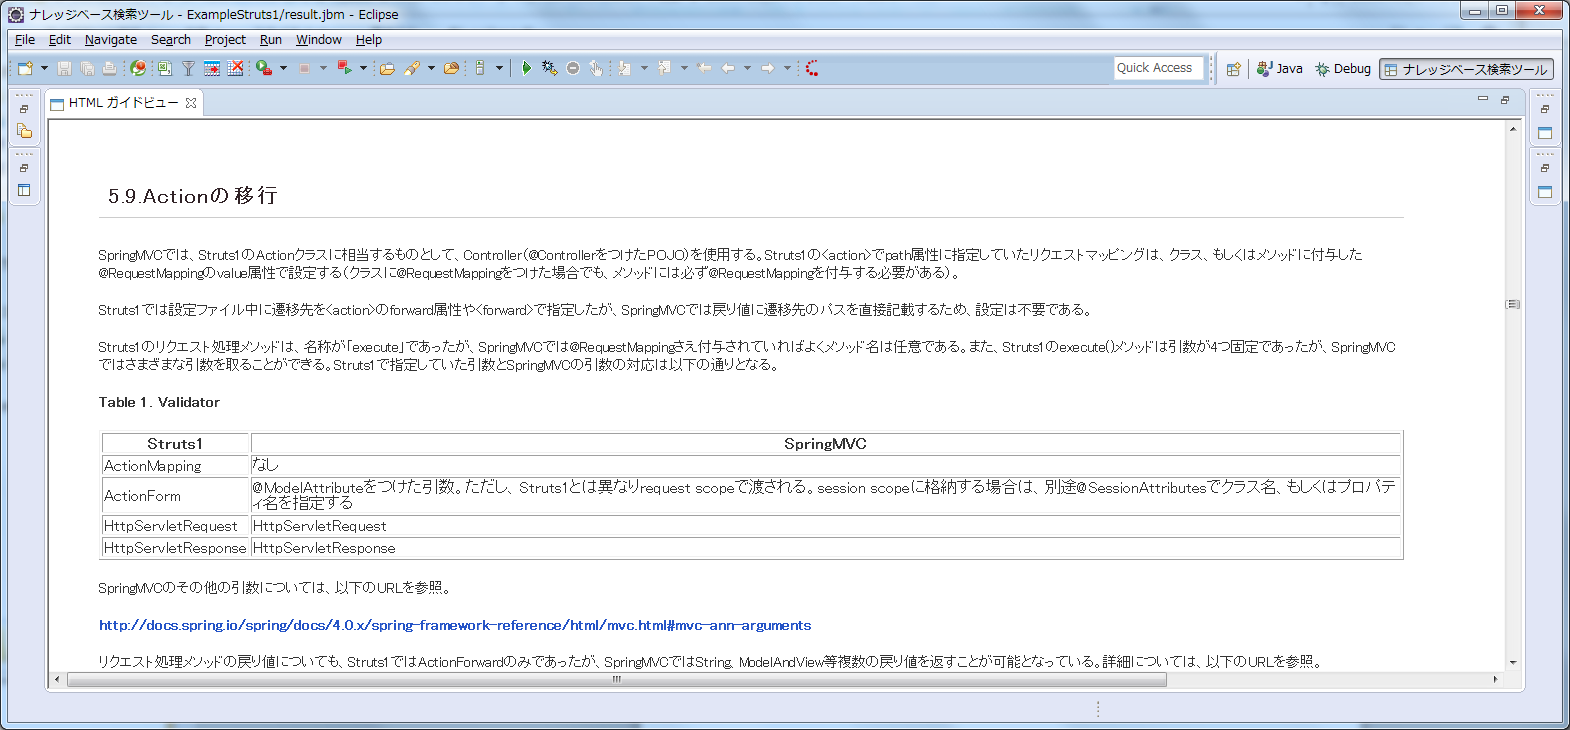 ナレッジベース検索ツール - ExampleStruts1/result.jbm - Eclipse
File Edit Navigate Search Project Run Window Help
Quick Access
Java
Debug
ナレッジベース検索ツール
HTML ガイドビュー
5.9.Actionの移行
SpringMVCでは、Struts1のActionクラスに相当するものとして、Controller(@ControllerをつけたPOJO)を使用する。Struts1の<action>でpath属性に指定していたリクエストマッピングは、クラス、もしくはメソッドに付与した
@RequestMappingのvalue属性で設定する(クラスに@RequestMappingをつけた場合でも、メソッドには必ず@RequestMappingを付与する必要がある)。
Struts1では設定ファイル中に遷移先を<action>のforward属性や<forward>で指定したが、SpringMVCでは戻り値に遷移先のパスを直接記載するため、設定は不要である。
Struts1のリクエスト処理メソッドは、名称が「execute」であったが、SpringMVCでは@RequestMappingさえ付与されていればよくメソッド名は任意である。また、Struts1のexecute()メソッドは引数が4つ固定であったが、SpringMVC
ではさまざまな引数を取ることができる。Struts1で指定していた引数とSpringMVCの引数の対応は以下の通りとなる。
Table 1. Validator
Struts1 SpringMVC
ActionMapping なし
ActionForm @ModelAttributeをつけた引数。ただし、Struts1とは異なりrequest scopeで渡される。session scopeに格納する場合は、別途@SessionAttributesでクラス名、もしくはプロパテ
ィ名を指定する
HttpServletRequest HttpServletRequest
HttpServletResponse HttpServletResponse
SpringMVCのその他の引数については、以下のURLを参照。
http://docs.spring.io/spring/docs/4.0.x/spring-framework-reference/html/mvc.html#mvc-ann-arguments
リクエスト処理メソッドの戻り値についても、Struts1ではActionForwardのみであったが、SpringMVCではString, ModelAndView等複数の戻り値を返すことが可能となっている。詳細については、以下のURLを参照。